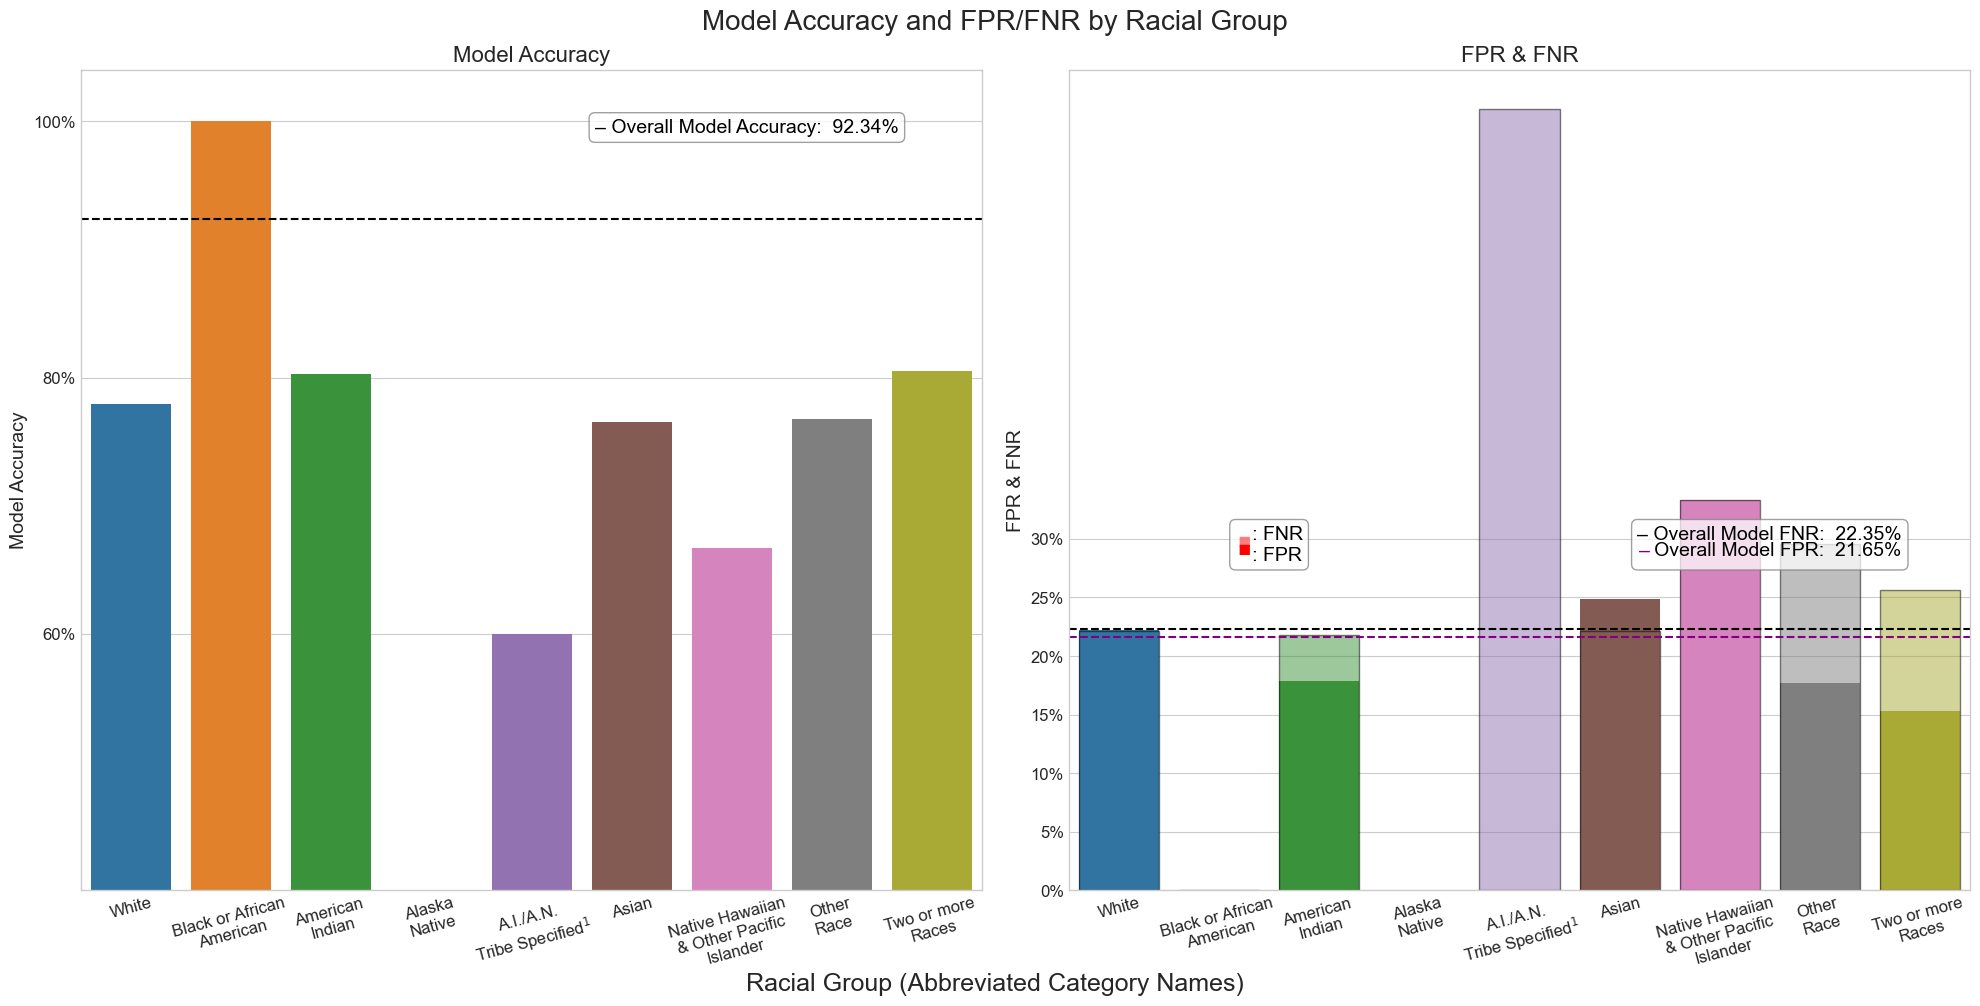 Model Accuracy and FPR/FNR by Racial Group
Model Accuracy
100%
80%
60%
Model Accuracy
– Overall Model Accuracy:  92.34%
White
Black or African
American
American
Indian
Alaska
Native
A.I./A.N.
Tribe Specified¹
Asian
Native Hawaiian
& Other Pacific
Islander
Other
Race
Two or more
Races
FPR & FNR
30%
25%
20%
15%
10%
5%
0%
FPR & FNR
: FNR
: FPR
– Overall Model FNR:  22.35%
– Overall Model FPR:  21.65%
White
Black or African
American
American
Indian
Alaska
Native
A.I./A.N.
Tribe Specified¹
Asian
Native Hawaiian
& Other Pacific
Islander
Other
Race
Two or more
Races
Racial Group (Abbreviated Category Names)